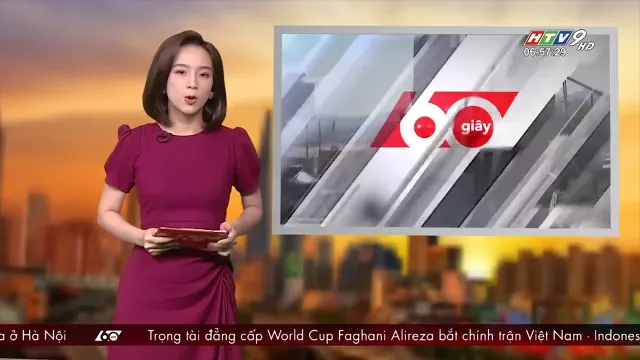 HTV9 HD
06:57:29
60 giây
a ở Hà Nội 60 Trọng tài đẳng cấp World Cup Faghani Alireza bắt chính trận Việt Nam - Indones